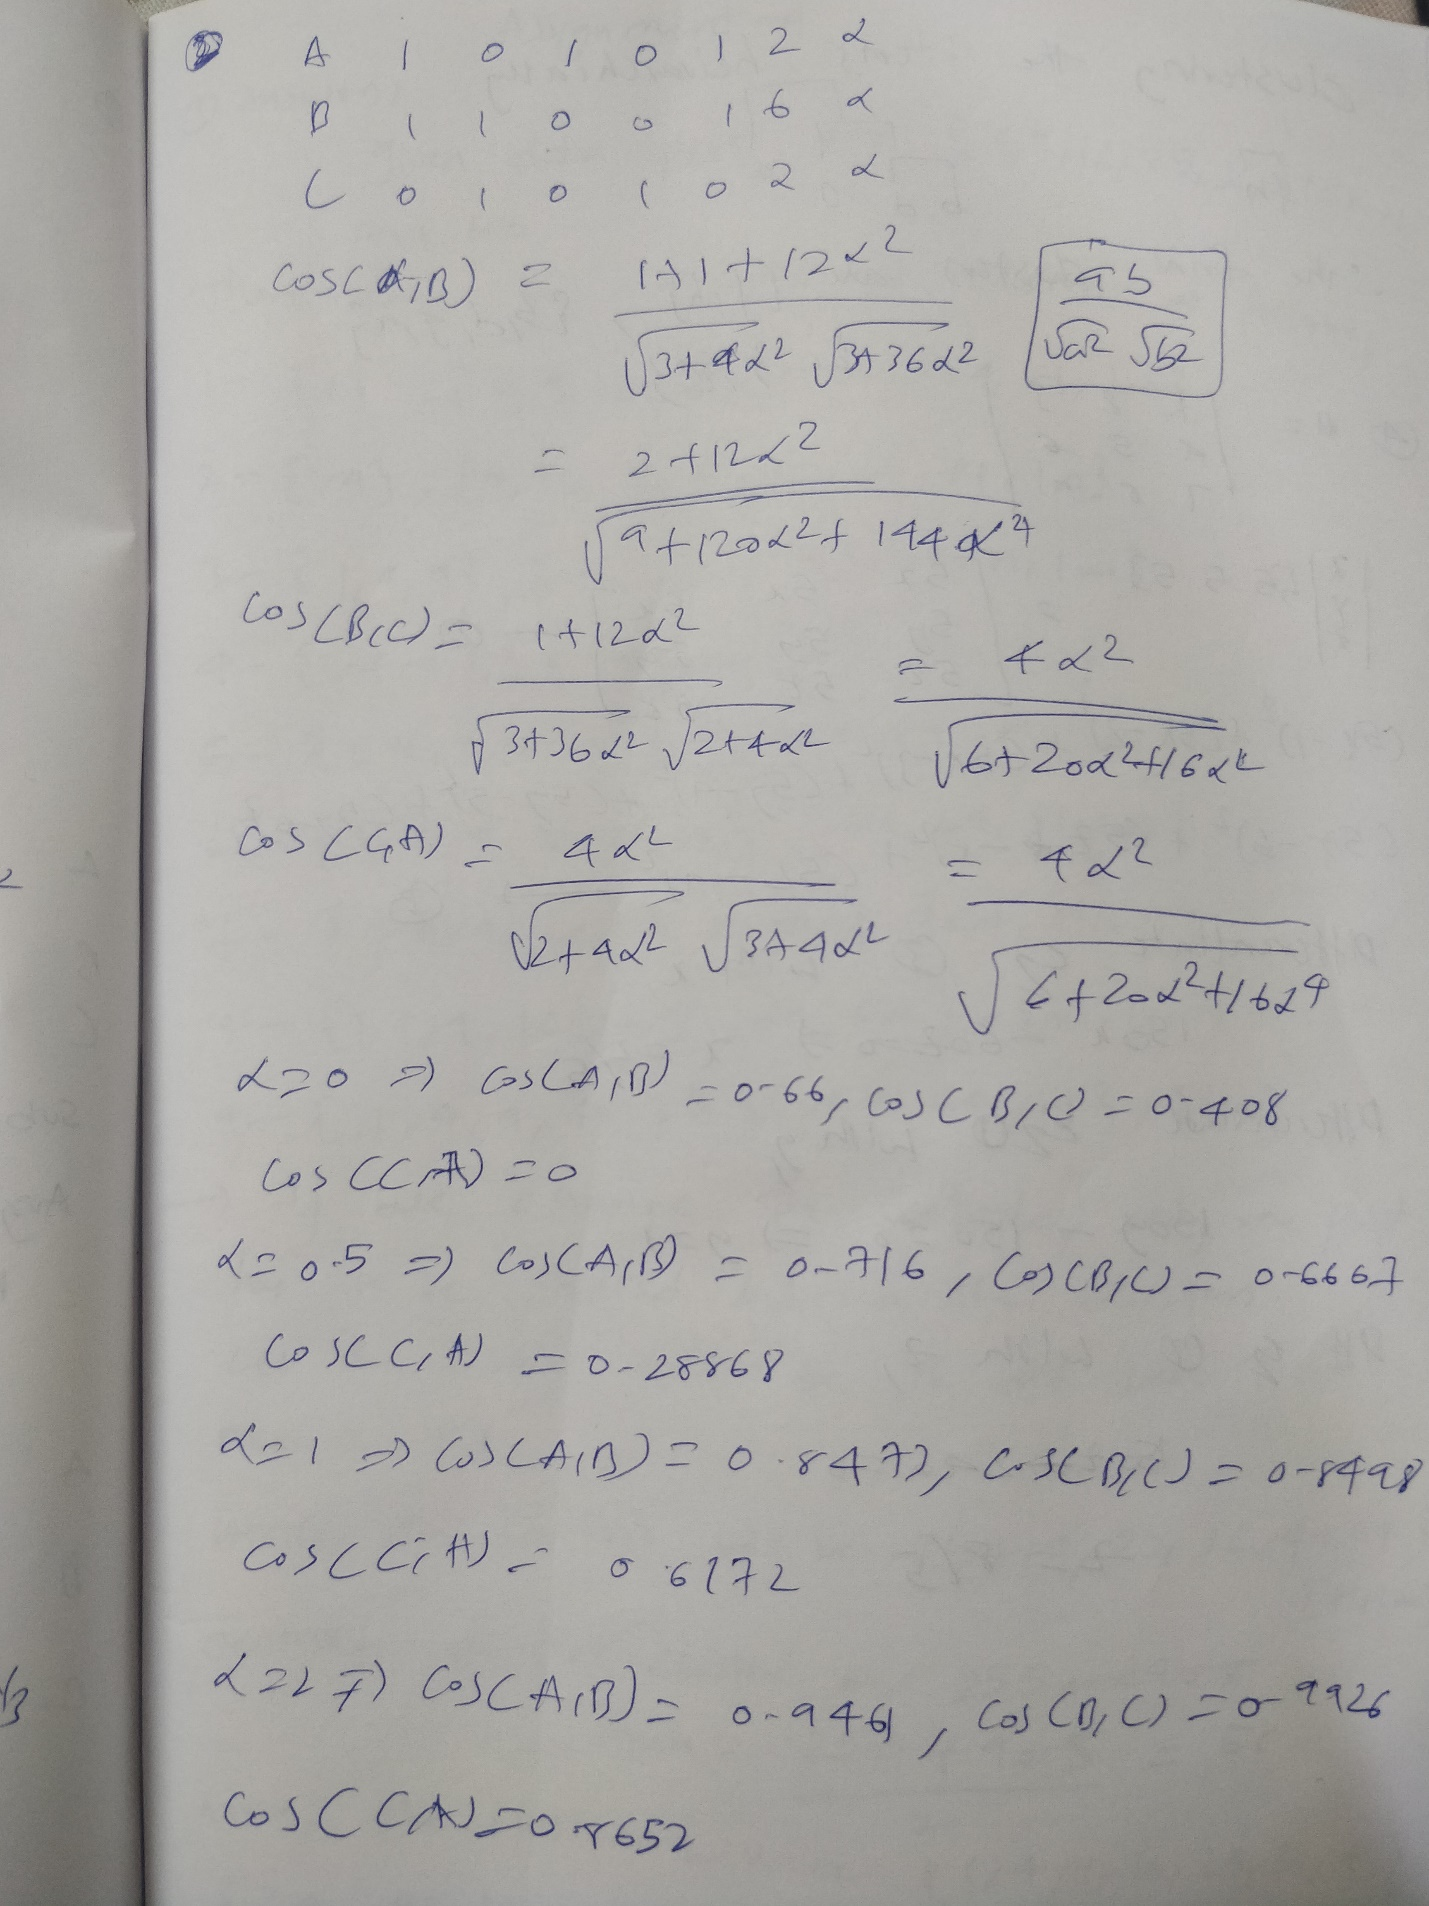 A 1 0 1 0 1 2 α
B 1 1 0 0 1 6 α
C 0 1 0 1 0 2 α
cos(A,B) = 1+1+12α²
√3+4α² √3+36α²
ab
√a² √b²
= 2+12α²
√9+120α²+144α⁴
cos(B,C) = 1+12α²
√3+36α² √2+4α²
= 4α²
√6+20α²+16α⁴
cos(C,A) = 4α²
√2+4α² √3+4α²
= 4α²
√6+20α²+16α⁴
α=0 ⇒ cos(A,B) = 0.66, cos(B,C) = 0.408
cos(C,A) = 0
α=0.5 ⇒ cos(A,B) = 0.716, cos(B,C) = 0.6667
cos(C,A) = 0.28868
α=1 ⇒ cos(A,B) = 0.847), cos(B,C) = 0.8498
cos(C,A) = 0.6172
α=2 ⇒ cos(A,B) = 0.9461, cos(B,C) = 0.9926
cos(C,A) = 0.8652